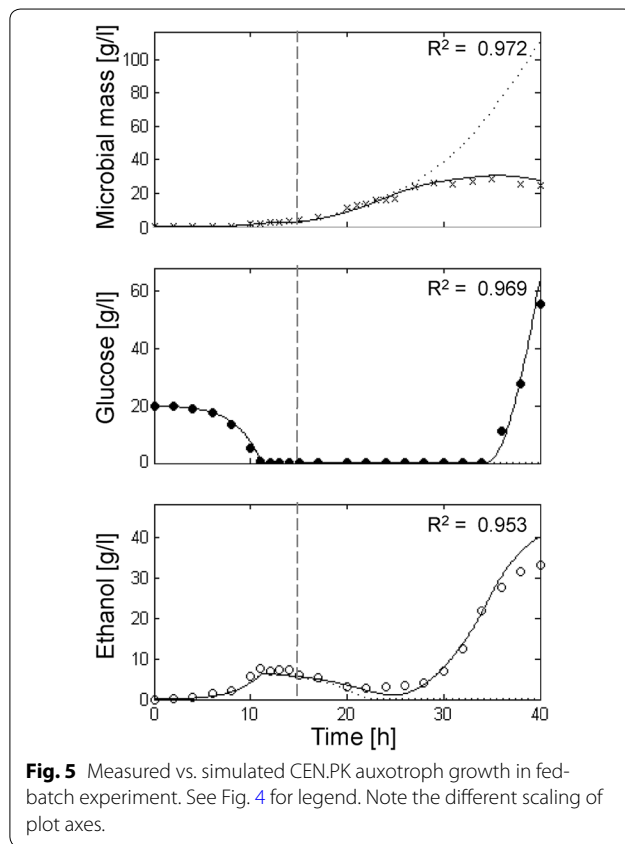 R² = 0.972
Microbial mass [g/l]
100
80
60
40
20
0
R² = 0.969
Glucose [g/l]
60
40
20
0
R² = 0.953
Ethanol [g/l]
40
30
20
10
0
0 10 20 30 40
Time [h]
Fig. 5 Measured vs. simulated CEN.PK auxotroph growth in fed-
batch experiment. See Fig. 4 for legend. Note the different scaling of
plot axes.